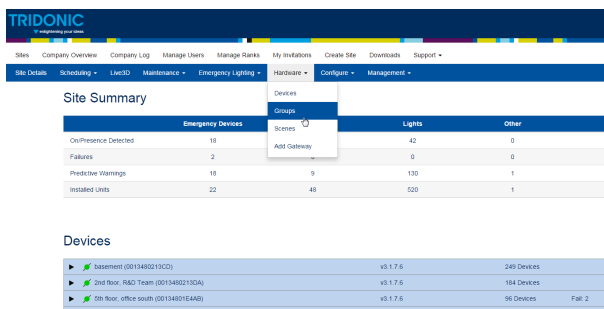 TRIDONIC
enlightening your ideas
Sites Company Overview Company Log Manage Users Manage Ranks My Invitations Create Site Downloads Support
Site Details Scheduling Live3D Maintenance Emergency Lighting Hardware Configure Management
Site Summary
Devices
Groups
Scenes
Add Gateway
Emergency Devices Lights Other
On/Presence Detected 18 42 0
Failures 2 0 0
Predictive Warnings 18 9 130 1
Installed Units 22 48 520 1
Devices
basement (0013480213CD) v3.1.7.6 249 Devices
2nd floor, R&D Team (0013480213DA) v3.1.7.6 184 Devices
5th floor, office south (00134801E4AB) v3.1.7.6 96 Devices Fail: 2